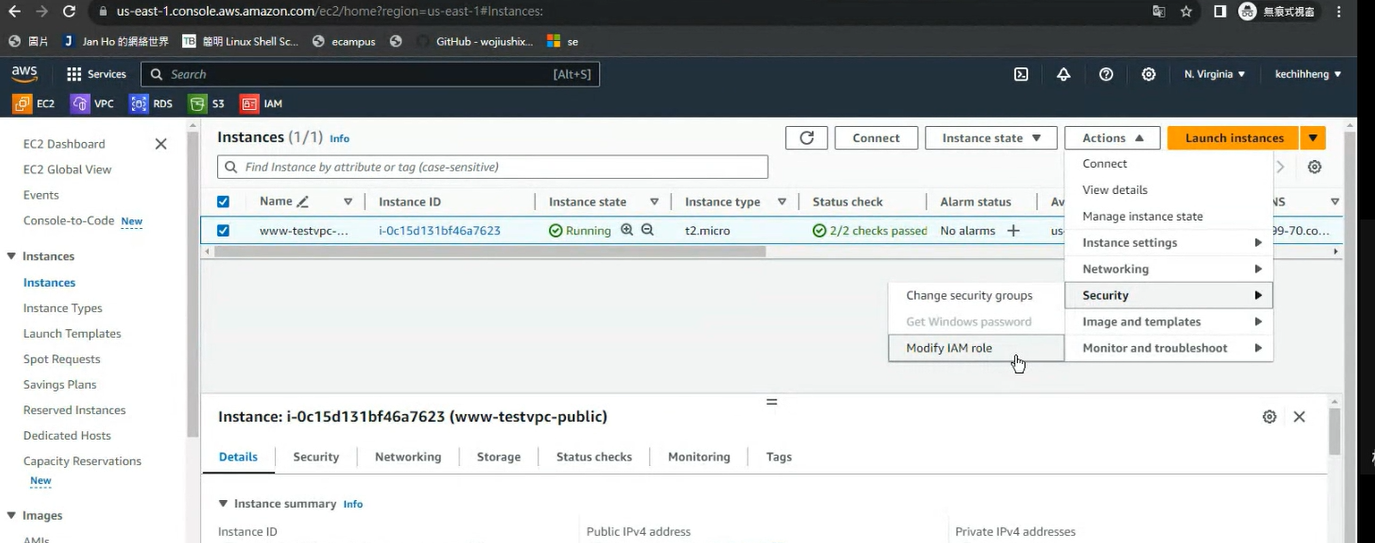 us-east-1.console.aws.amazon.com/ec2/home?region=us-east-1#Instances:
無痕式視窗
圖片
J Jan Ho 的網絡世界
TB 簡明 Linux Shell Sc...
ecampus
GitHub - wojiushix...
se
aws
Services
Search
[Alt+S]
N. Virginia
kechihheng
EC2
VPC
RDS
S3
IAM
EC2 Dashboard
EC2 Global View
Events
Console-to-Code New
Instances
Instances
Instance Types
Launch Templates
Spot Requests
Savings Plans
Reserved Instances
Dedicated Hosts
Capacity Reservations
New
Images
AMIs
Instances (1/1) Info
Connect
Instance state
Actions
Launch instances
Find Instance by attribute or tag (case-sensitive)
Name
Instance ID
Instance state
Instance type
Status check
Alarm status
Av
NS
www-testvpc-...
i-0c15d131bf46a7623
Running
t2.micro
2/2 checks passed
No alarms
us-
99-70.co...
Connect
View details
Manage instance state
Instance settings
Networking
Security
Image and templates
Monitor and troubleshoot
Change security groups
Get Windows password
Modify IAM role
Instance: i-0c15d131bf46a7623 (www-testvpc-public)
Details
Security
Networking
Storage
Status checks
Monitoring
Tags
Instance summary Info
Instance ID
Public IPv4 address
Private IPv4 addresses